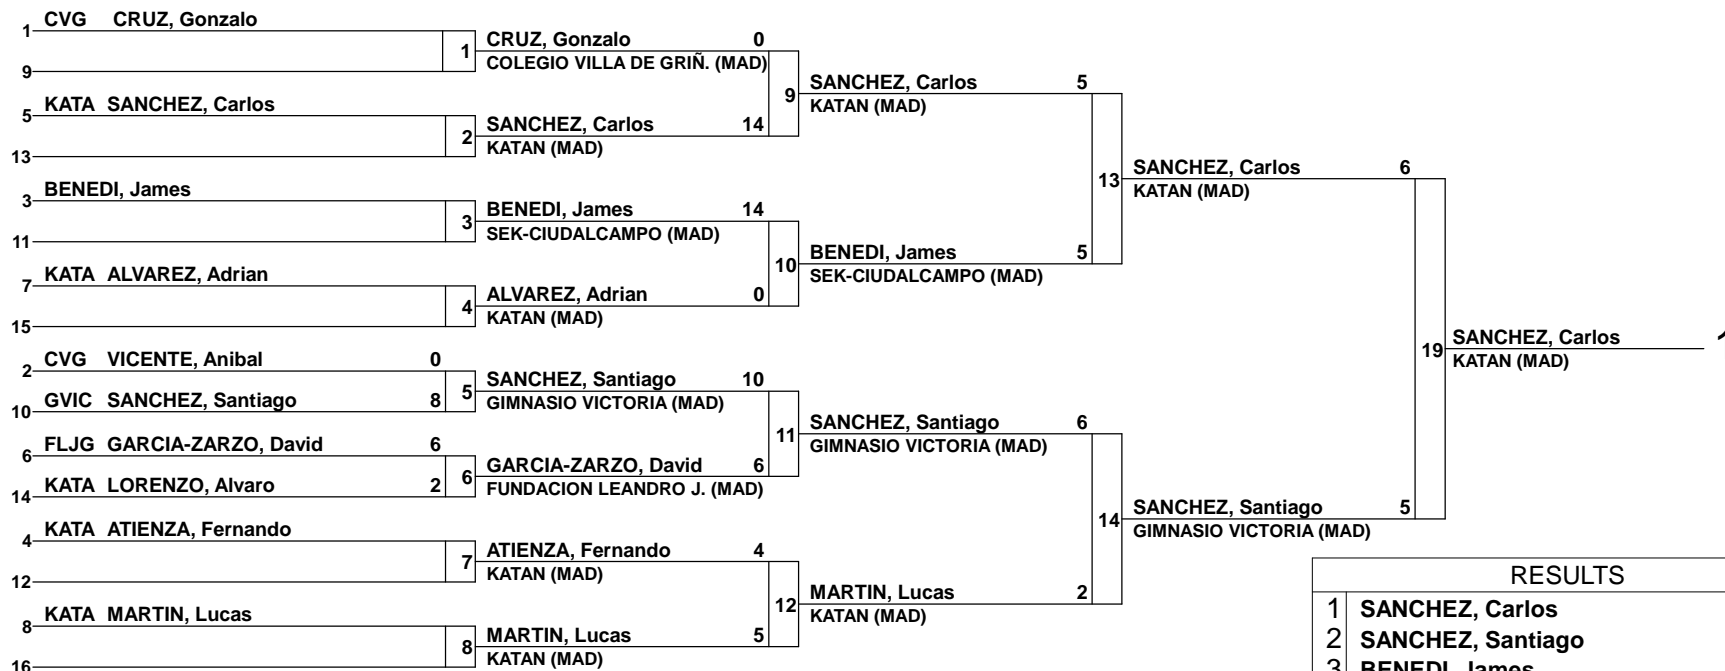 CVG CRUZ, Gonzalo
1
9
1
CRUZ, Gonzalo 0
COLEGIO VILLA DE GRIÑ. (MAD)
KATA SANCHEZ, Carlos
5
13
2
SANCHEZ, Carlos 14
KATAN (MAD)
9
SANCHEZ, Carlos 5
KATAN (MAD)
BENEDI, James
3
11
3
BENEDI, James 14
SEK-CIUDALCAMPO (MAD)
KATA ALVAREZ, Adrian
7
15
4
ALVAREZ, Adrian 0
KATAN (MAD)
10
BENEDI, James 5
SEK-CIUDALCAMPO (MAD)
13
SANCHEZ, Carlos 6
KATAN (MAD)
CVG VICENTE, Anibal 0
2
GVIC SANCHEZ, Santiago 8
10
5
SANCHEZ, Santiago 10
GIMNASIO VICTORIA (MAD)
FLJG GARCIA-ZARZO, David 6
6
KATA LORENZO, Alvaro 2
14
6
GARCIA-ZARZO, David 6
FUNDACION LEANDRO J. (MAD)
11
SANCHEZ, Santiago 6
GIMNASIO VICTORIA (MAD)
KATA ATIENZA, Fernando
4
12
7
ATIENZA, Fernando 4
KATAN (MAD)
KATA MARTIN, Lucas
8
16
8
MARTIN, Lucas 5
KATAN (MAD)
12
MARTIN, Lucas 2
KATAN (MAD)
14
SANCHEZ, Santiago 5
GIMNASIO VICTORIA (MAD)
19
SANCHEZ, Carlos
KATAN (MAD)
RESULTS
1 SANCHEZ, Carlos
2 SANCHEZ, Santiago
3 BENEDI, James